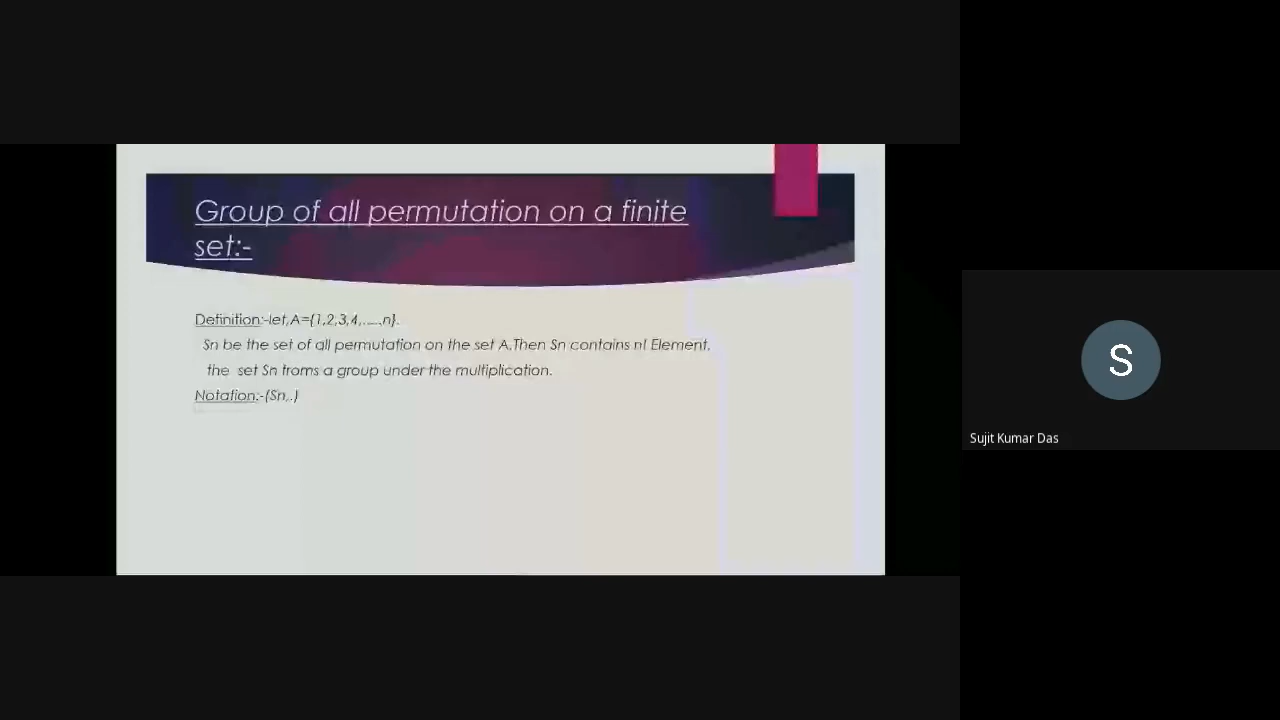 Group of all permutation on a finite
set:-
Definition:-let,A={1,2,3,4,.....,n}.
Sn be the set of all permutation on the set A.Then Sn contains n! Element.
the set Sn troms a group under the multiplication.
Notation:-(Sn,.)
S
Sujit Kumar Das